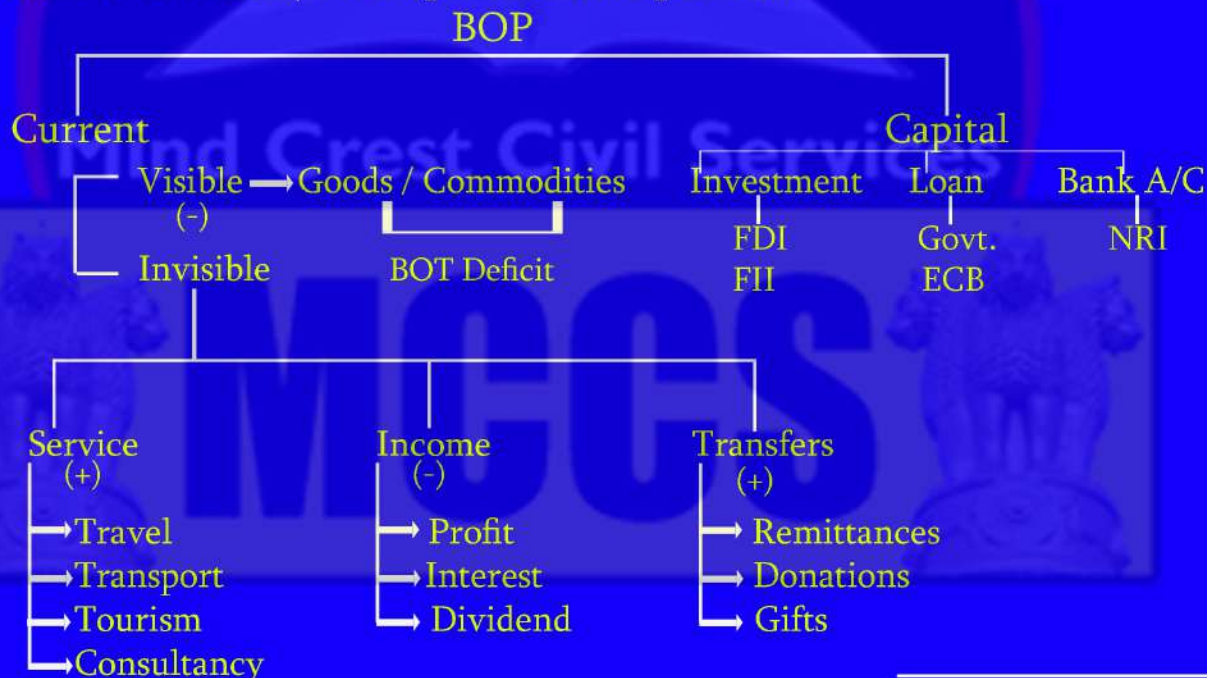 BOP
Current Capital
Mind Crest Civil Services
Visible Goods / Commodities Investment Loan Bank A/C
(-)
FDI Govt. NRI
Invisible BOT Deficit FII ECB
MCCS
Service Income Transfers
(+) (-) (+)
Travel Profit Remittances
Transport Interest Donations
Tourism Dividend Gifts
Consultancy